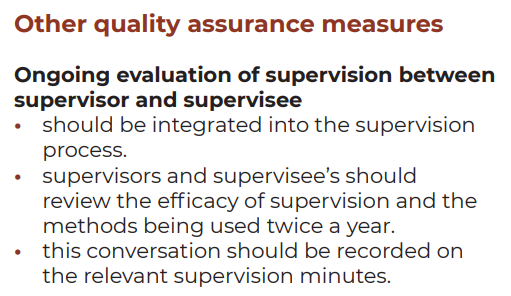 Other quality assurance measures
Ongoing evaluation of supervision between
supervisor and supervisee
• should be integrated into the supervision
process.
• supervisors and supervisee's should
review the efficacy of supervision and the
methods being used twice a year.
• this conversation should be recorded on
the relevant supervision minutes.